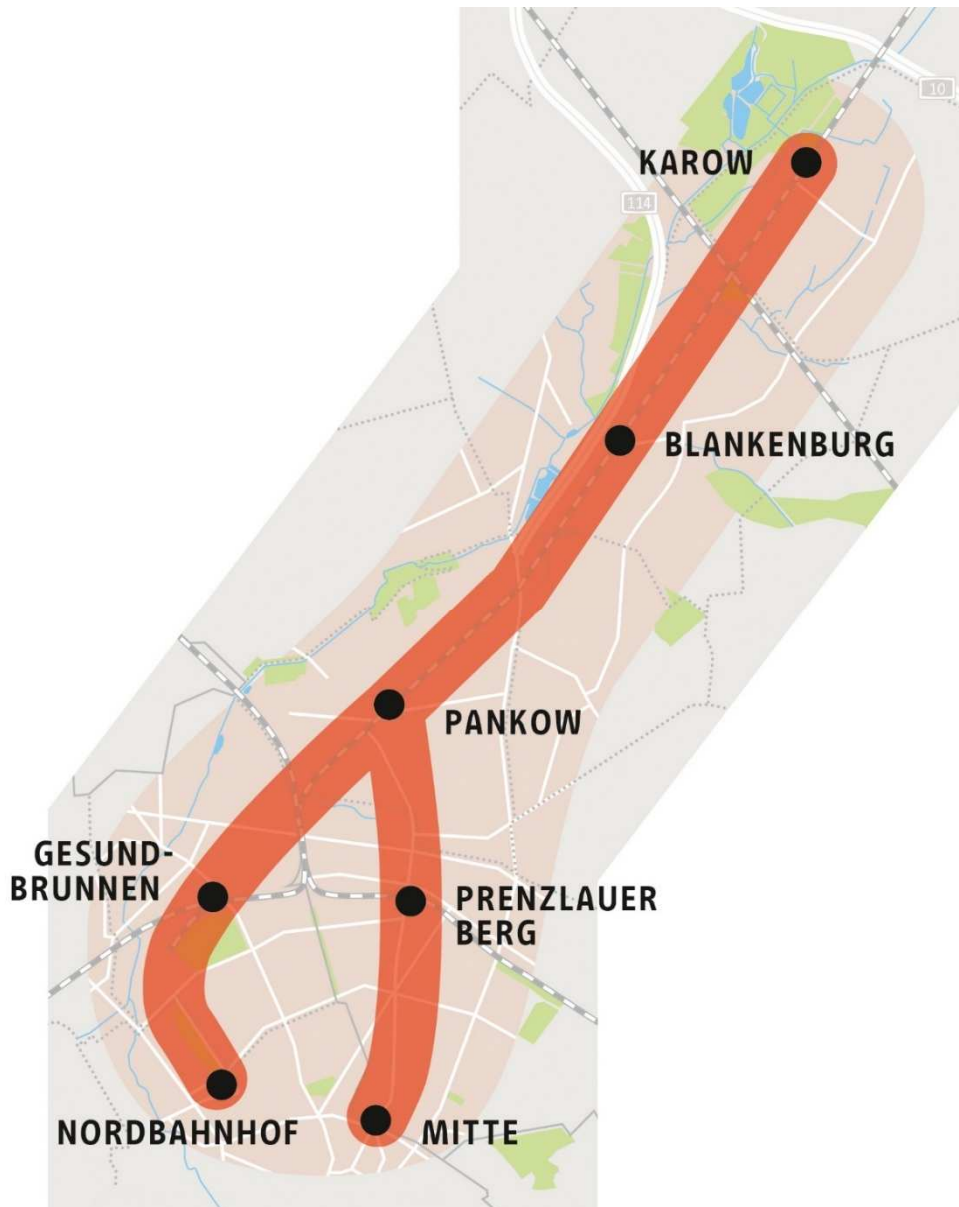 10
KAROW
114
BLANKENBURG
PANKOW
GESUND-
BRUNNEN
PRENZLAUER
BERG
NORDBAHNHOF
MITTE